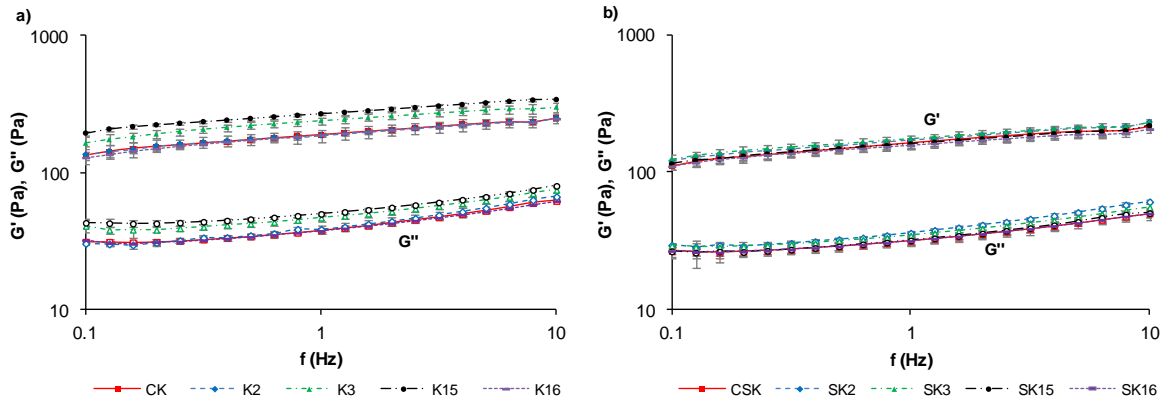 a)
1000
100
10
G' (Pa), G'' (Pa)
G''
0.1 1 10
f (Hz)
CK K2 K3 K15 K16
b)
1000
100
10
G' (Pa), G'' (Pa)
G'
G''
0.1 1 10
f (Hz)
CSK SK2 SK3 SK15 SK16